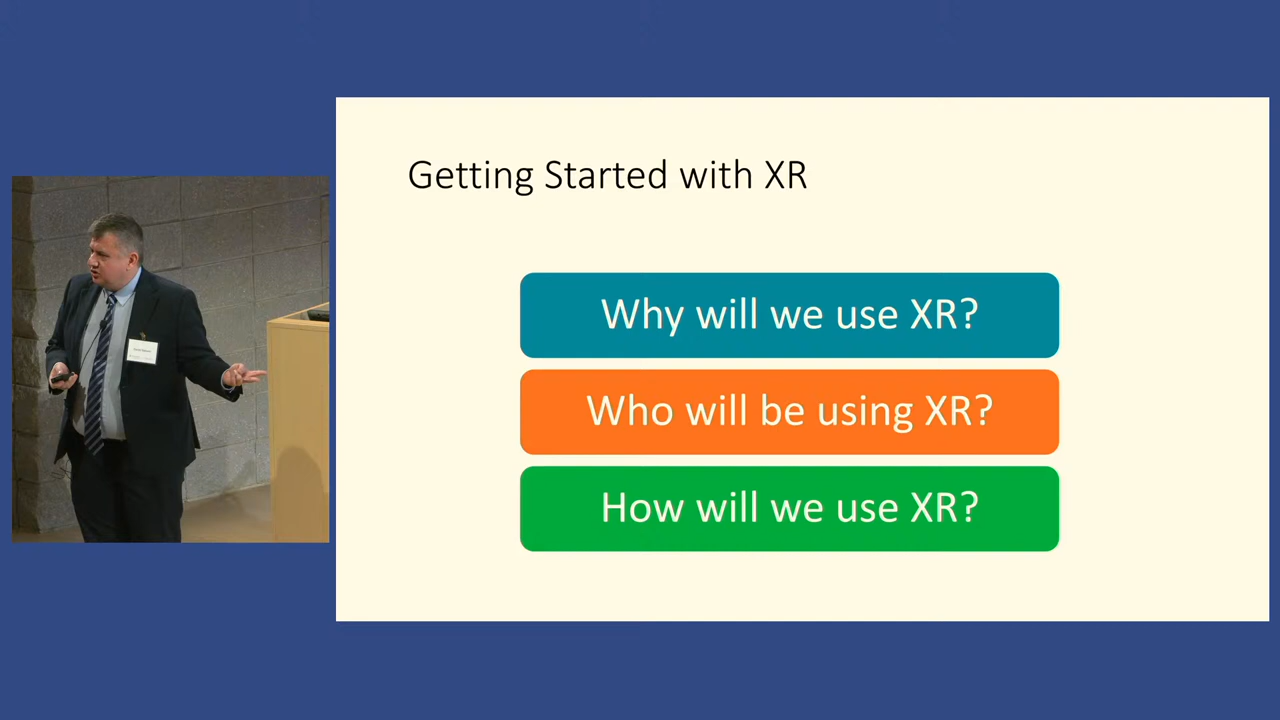 Getting Started with XR
Why will we use XR?
Who will be using XR?
How will we use XR?